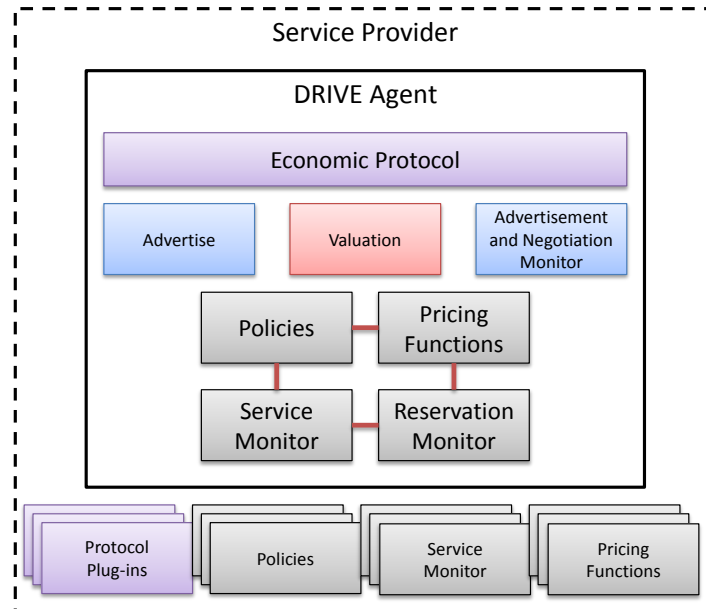 Service Provider
DRIVE Agent
Economic Protocol
Advertise
Valuation
Advertisement
and Negotiation
Monitor
Policies
Pricing
Functions
Service
Monitor
Reservation
Monitor
Protocol
Plug-ins
Policies
Service
Monitor
Pricing
Functions